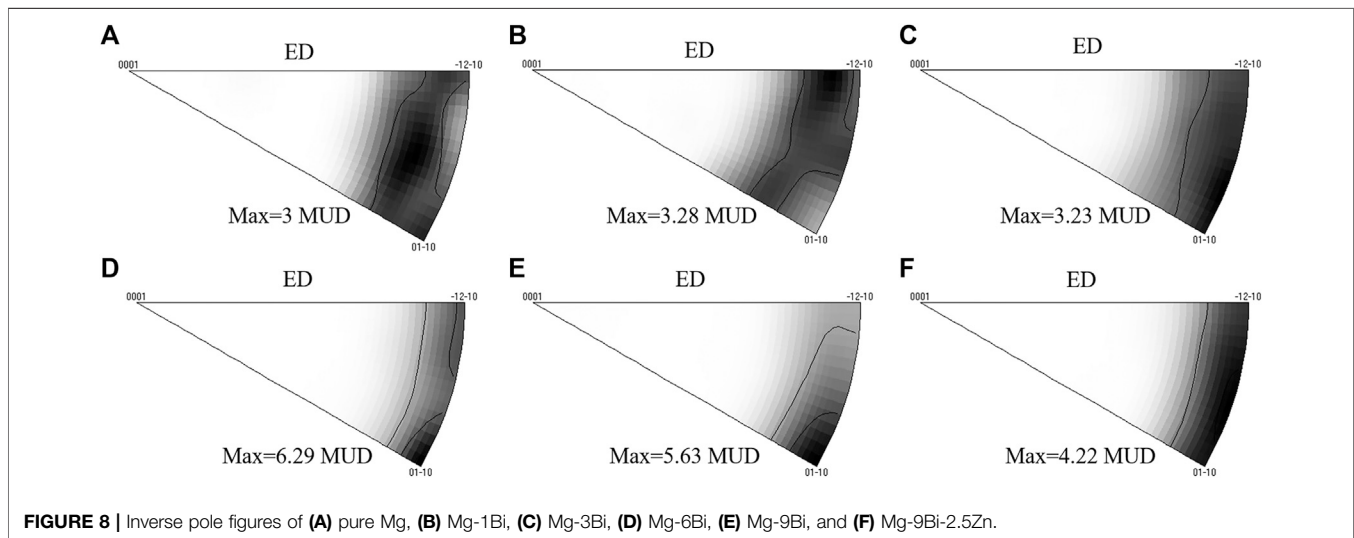 A
ED
0001
-12-10
Max=3 MUD
01-10
B
ED
0001
-12-10
Max=3.28 MUD
01-10
C
ED
0001
-12-10
Max=3.23 MUD
01-10
D
ED
0001
-12-10
Max=6.29 MUD
01-10
E
ED
0001
-12-10
Max=5.63 MUD
01-10
F
ED
0001
-12-10
Max=4.22 MUD
01-10
FIGURE 8 | Inverse pole figures of (A) pure Mg, (B) Mg-1Bi, (C) Mg-3Bi, (D) Mg-6Bi, (E) Mg-9Bi, and (F) Mg-9Bi-2.5Zn.